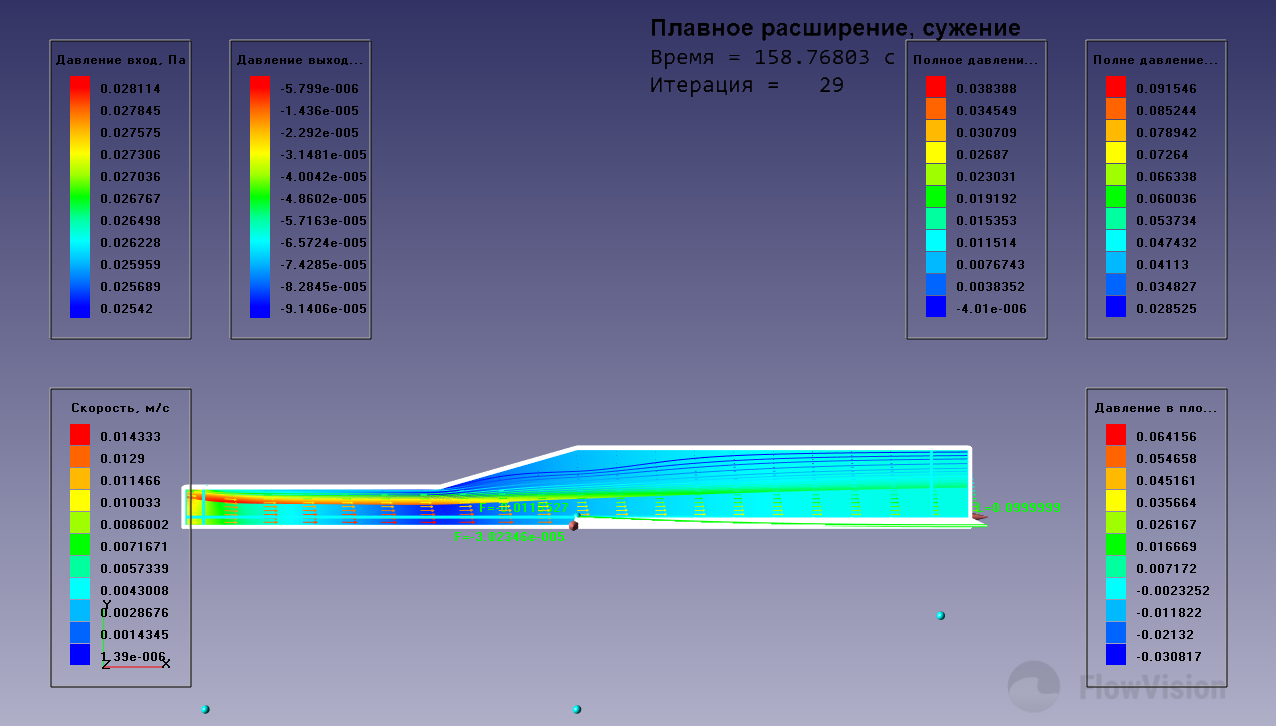 Плавное расширение, сужение
Время = 158.76803 с
Итерация = 29
Давление вход, Па
0.028114
0.027845
0.027575
0.027306
0.027036
0.026767
0.026498
0.026228
0.025959
0.025689
0.02542
Давление выход...
-5.799e-006
-1.436e-005
-2.292e-005
-3.1481e-005
-4.0042e-005
-4.8602e-005
-5.7163e-005
-6.5724e-005
-7.4285e-005
-8.2845e-005
-9.1406e-005
Полное давлени...
0.038388
0.034549
0.030709
0.02687
0.023031
0.019192
0.015353
0.011514
0.0076743
0.0038352
-4.01e-006
Полне давление...
0.091546
0.085244
0.078942
0.07264
0.066338
0.060036
0.053734
0.047432
0.04113
0.034827
0.028525
Скорость, м/с
0.014333
0.0129
0.011466
0.010033
0.0086002
0.0071671
0.0057339
0.0043008
0.0028676
0.0014345
1.39e-006
Y
Z
X
Давление в пло...
0.064156
0.054658
0.045161
0.035664
0.026167
0.016669
0.007172
-0.0023252
-0.011822
-0.02132
-0.030817
FlowVision